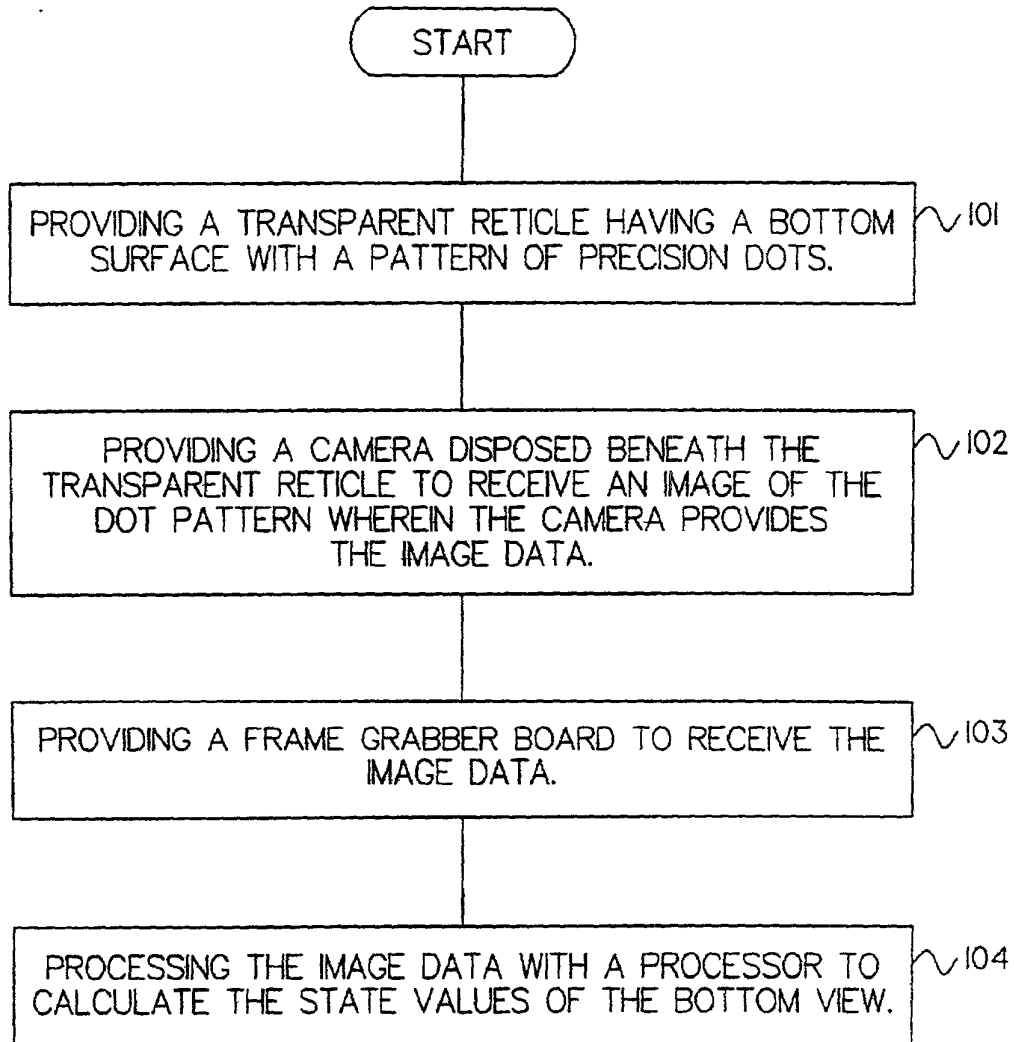 START
PROVIDING A TRANSPARENT RETICLE HAVING A BOTTOM
SURFACE WITH A PATTERN OF PRECISION DOTS.
101
PROVIDING A CAMERA DISPOSED BENEATH THE
TRANSPARENT RETICLE TO RECEIVE AN IMAGE OF THE
DOT PATTERN WHEREIN THE CAMERA PROVIDES
THE IMAGE DATA.
102
PROVIDING A FRAME GRABBER BOARD TO RECEIVE THE
IMAGE DATA.
103
PROCESSING THE IMAGE DATA WITH A PROCESSOR TO
CALCULATE THE STATE VALUES OF THE BOTTOM VIEW.
104